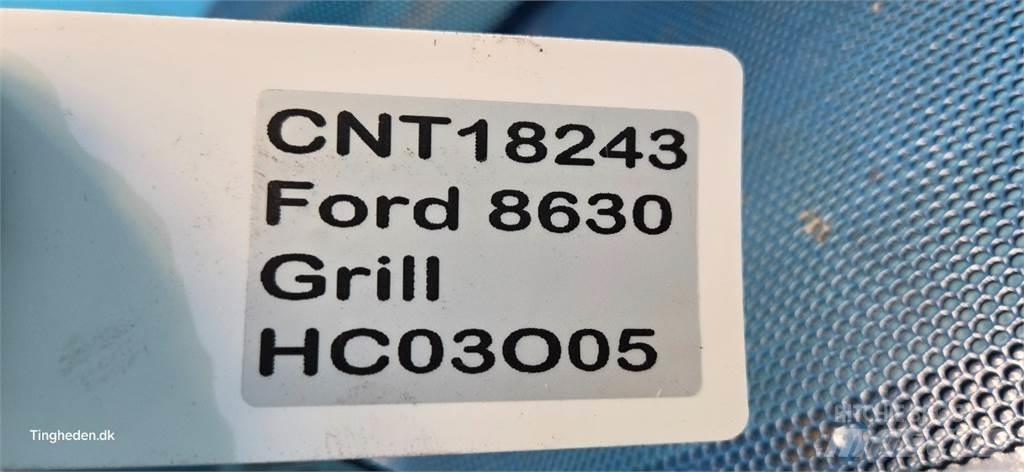 CNT18243
Ford 8630
Grill
HC03O05
Tingheden.dk